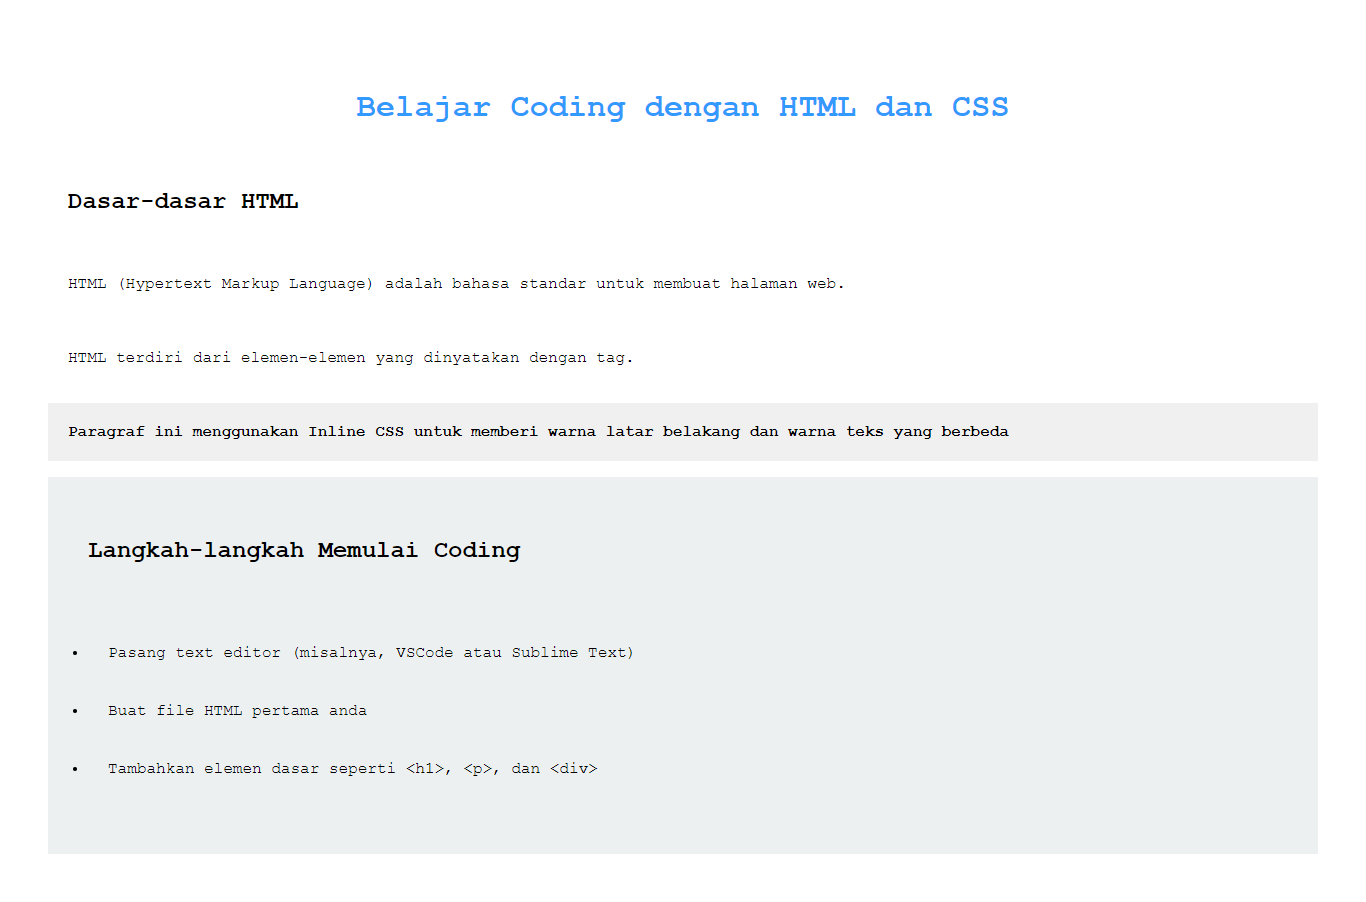 Belajar Coding dengan HTML dan CSS
Dasar-dasar HTML
HTML (Hypertext Markup Language) adalah bahasa standar untuk membuat halaman web.
HTML terdiri dari elemen-elemen yang dinyatakan dengan tag.
Paragraf ini menggunakan Inline CSS untuk memberi warna latar belakang dan warna teks yang berbeda
Langkah-langkah Memulai Coding
• Pasang text editor (misalnya, VSCode atau Sublime Text)
• Buat file HTML pertama anda
• Tambahkan elemen dasar seperti <h1>, <p>, dan <div>